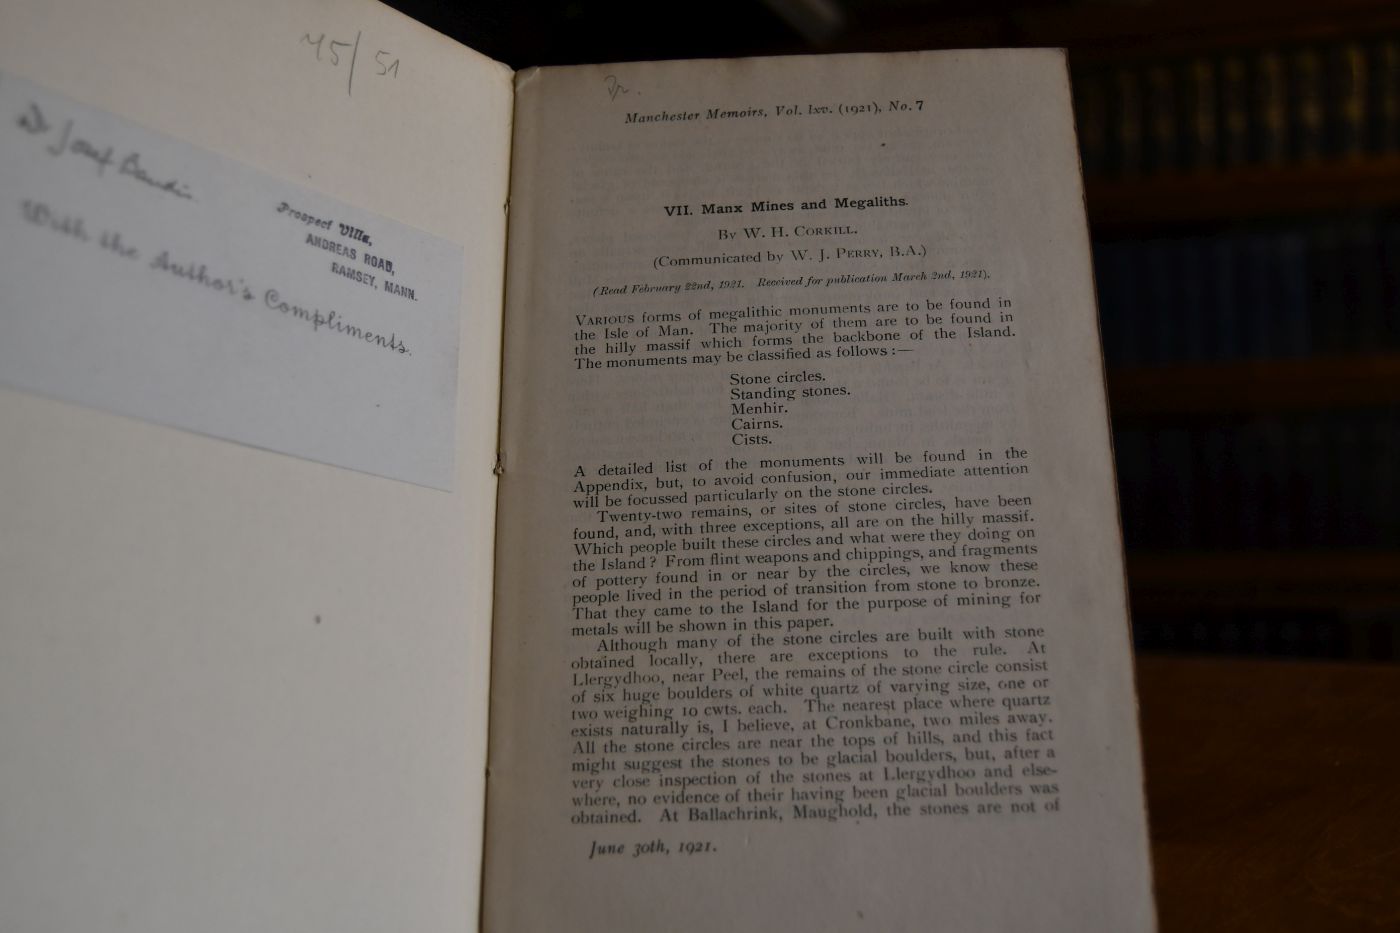 45/51
Dr Josef
Prospect Villa,
ANDREAS ROAD,
RAMSEY, MANN.
With the Author's Compliments.
Dr.
Manchester Memoirs, Vol. lxv. (1921), No. 7
VII. Manx Mines and Megaliths.
By W. H. CORKILL.
(Communicated by W. J. PERRY, B.A.)
(Read February 22nd, 1921. Received for publication March 2nd, 1921).
VARIOUS forms of megalithic monuments are to be found in
the Isle of Man. The majority of them are to be found in
the hilly massif which forms the backbone of the Island.
The monuments may be classified as follows :—
Stone circles.
Standing stones.
Menhir.
Cairns.
Cists.
A detailed list of the monuments will be found in the
Appendix, but, to avoid confusion, our immediate attention
will be focussed particularly on the stone circles.
Twenty-two remains, or sites of stone circles, have been
found, and, with three exceptions, all are on the hilly massif.
Which people built these circles and what were they doing on
the Island? From flint weapons and chippings, and fragments
of pottery found in or near by the circles, we know these
people lived in the period of transition from stone to bronze.
That they came to the Island for the purpose of mining for
metals will be shown in this paper.
Although many of the stone circles are built with stone
obtained locally, there are exceptions to the rule. At
Llergydhoo, near Peel, the remains of the stone circle consist
of six huge boulders of white quartz of varying size, one or
two weighing 10 cwts. each. The nearest place where quartz
exists naturally is, I believe, at Cronkbane, two miles away.
All the stone circles are near the tops of hills, and this fact
might suggest the stones to be glacial boulders, but, after a
very close inspection of the stones at Llergydhoo and else-
where, no evidence of their having been glacial boulders was
obtained. At Ballachrink, Maughold, the stones are not of
June 30th, 1921.